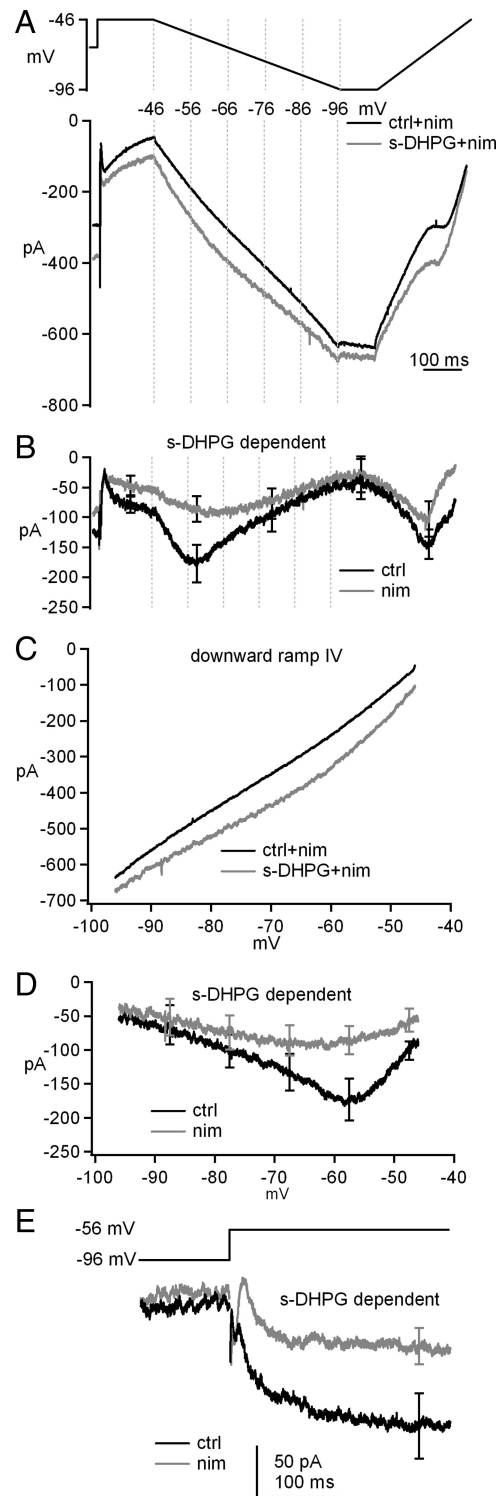 A
-46
mV
-96
-46 -56 -66 -76 -86 -96 mV
0
-200
pA
-400
-600
-800
ctrl+nim
s-DHPG+nim
100 ms
B
s-DHPG dependent
0
-50
-100
pA
-150
-200
-250
ctrl
nim
C
downward ramp IV
0
-100
-200
-300
pA
-400
-500
-600
-700
ctrl+nim
s-DHPG+nim
-100 -90 -80 -70 -60 -50 -40
mV
D
s-DHPG dependent
0
-50
pA
-100
-150
-200
-250
ctrl
nim
-100 -90 -80 -70 -60 -50 -40
mV
E
-56 mV
-96 mV
s-DHPG dependent
ctrl
nim
50 pA
100 ms